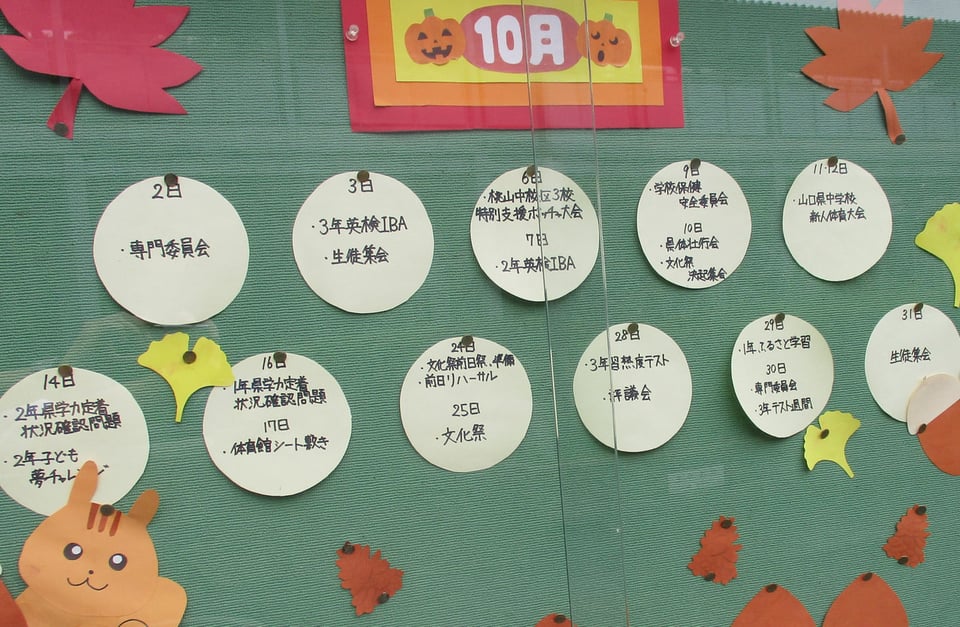 10月
2日
・専門委員会
3日
・3年英検IBA
・生徒集会
6日
・桃山中校区3校
特別支援ボッチャ大会
7日
・2年英検IBA
9日
・学校保健
安全委員会
10日
・県体壮行会
・文化祭
決起集会
11・12日
・山口県中学校
新人体育大会
14日
・2年県学力定着
状況確認問題
・2年子ども
夢チャレンジ
16日
・1年県学力定着
状況確認問題
17日
・体育館シート敷き
24日
・文化祭前日祭、準備
・前日リハーサル
25日
・文化祭
28日
・3年習熟度テスト
・評議会
29日
・1年ふるさと学習
30日
・専門委員会
・3年テスト週間
31日
生徒集会